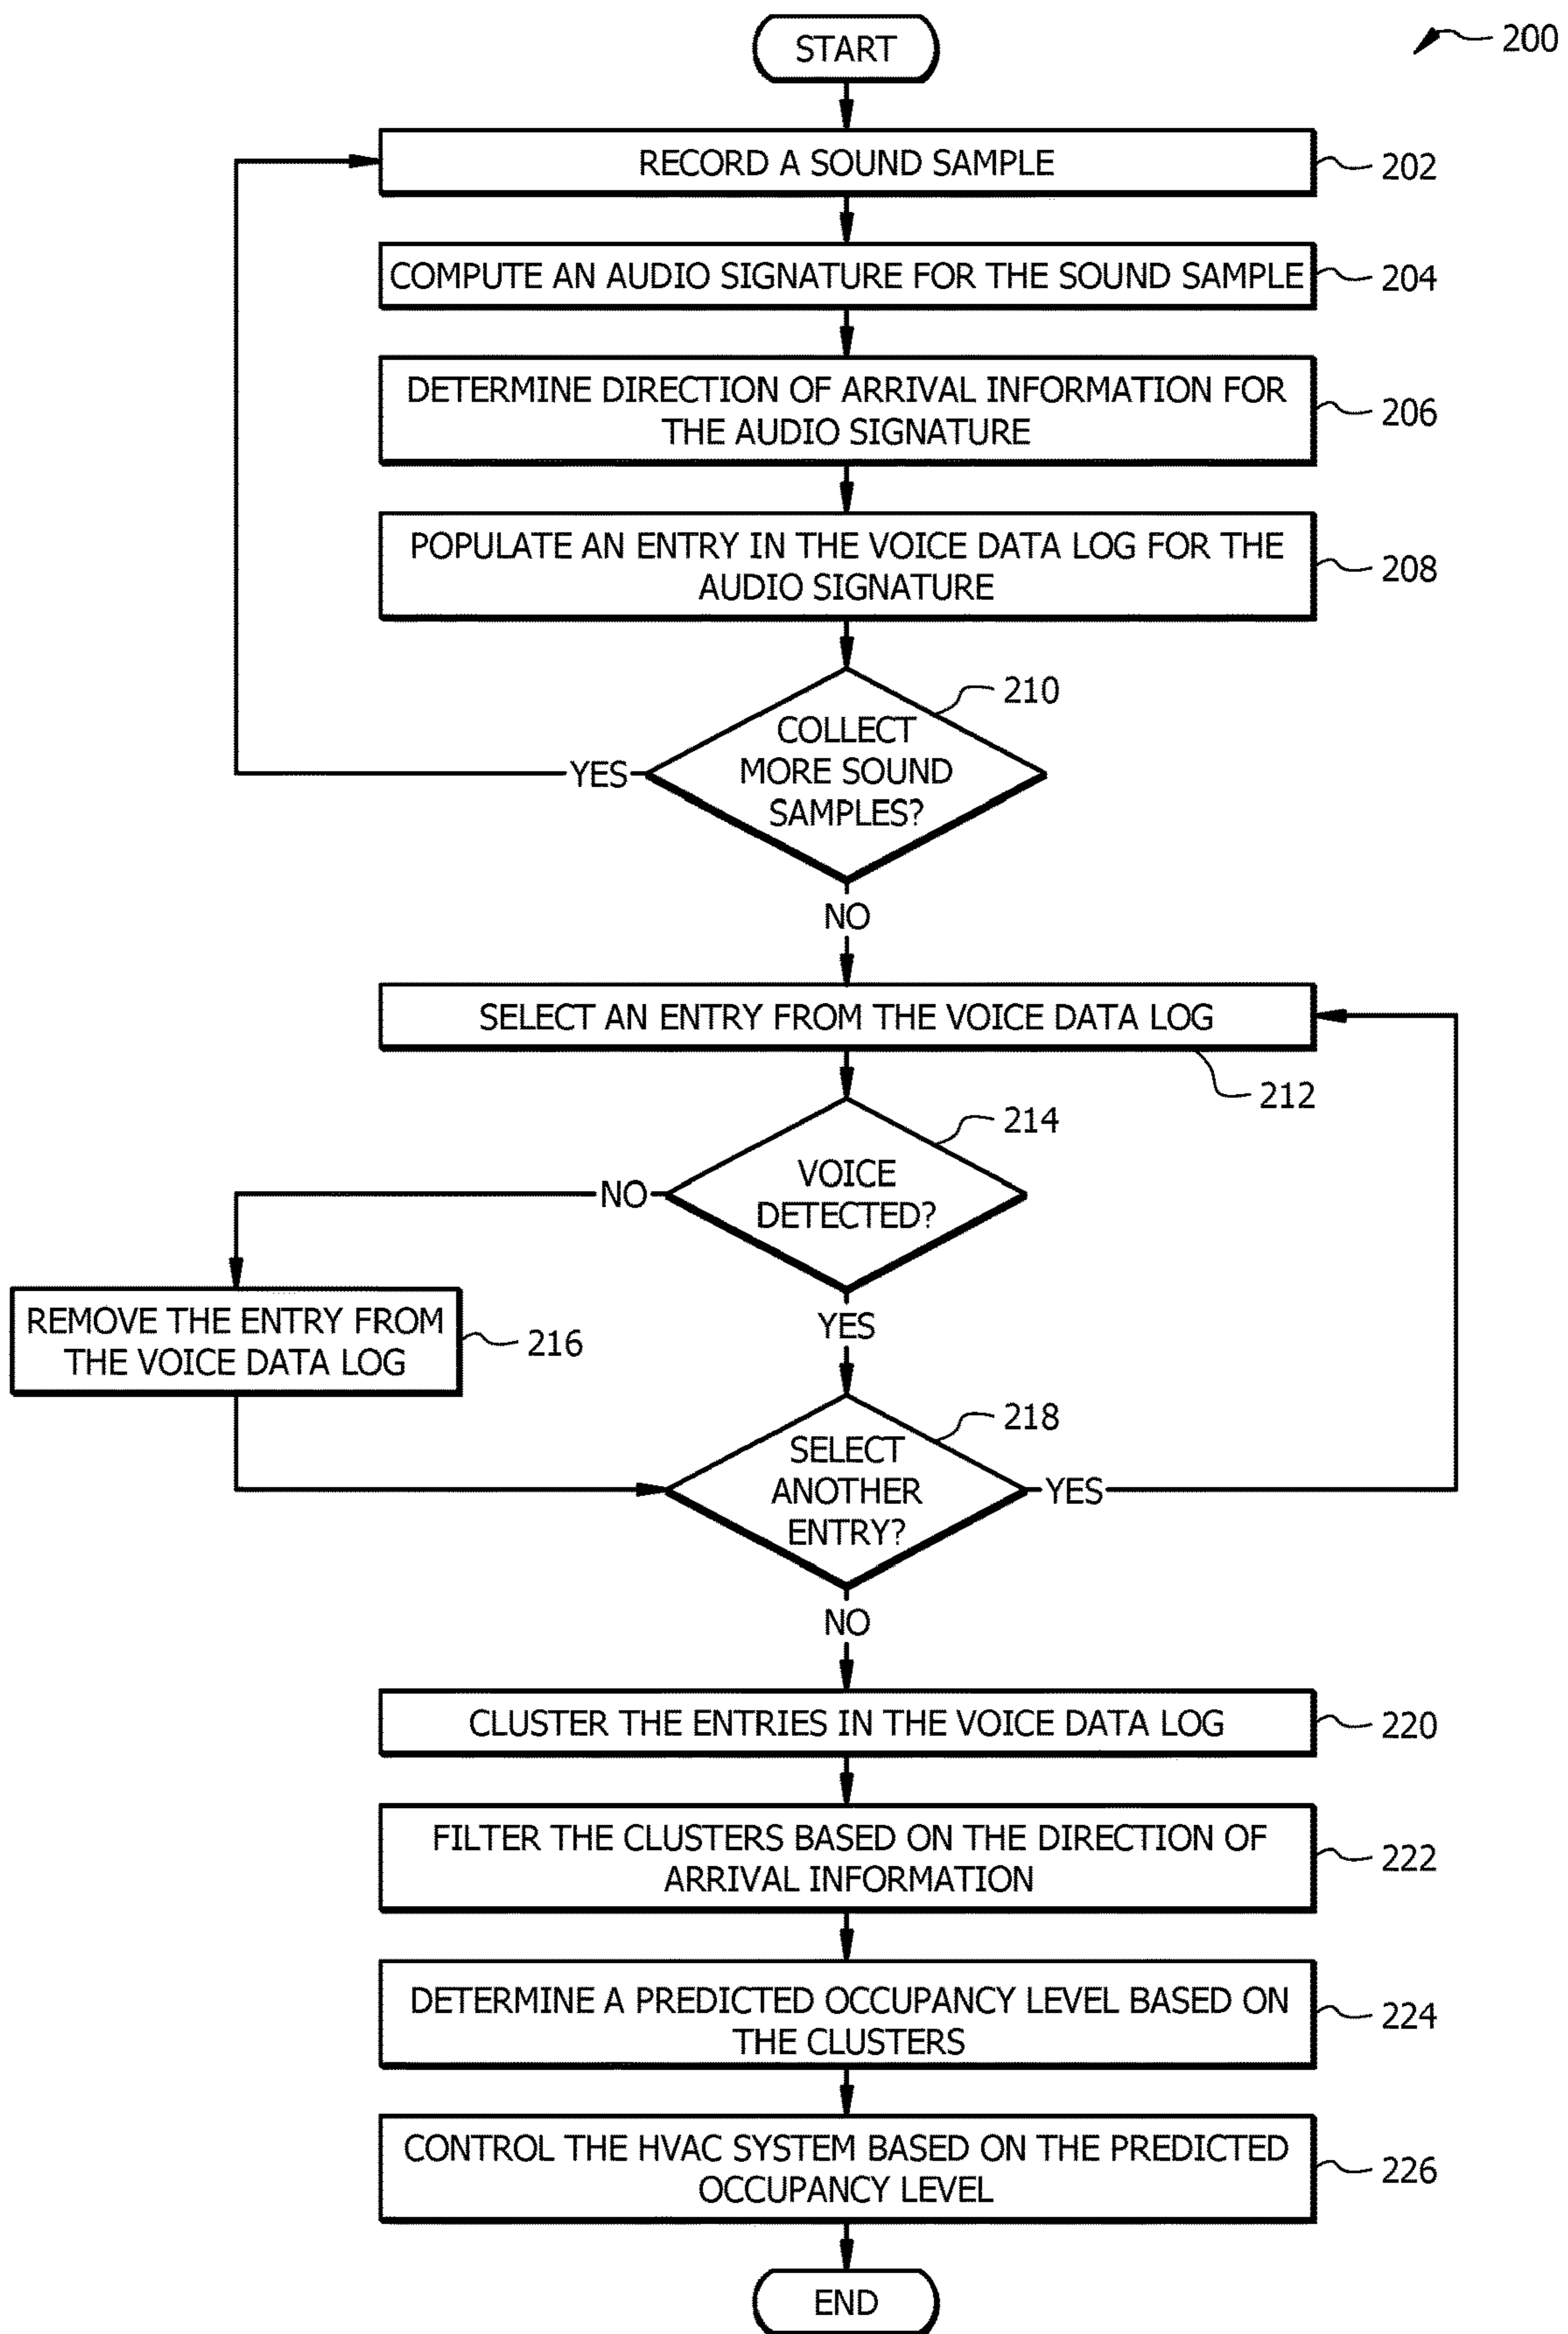 START
200
RECORD A SOUND SAMPLE
202
COMPUTE AN AUDIO SIGNATURE FOR THE SOUND SAMPLE
204
DETERMINE DIRECTION OF ARRIVAL INFORMATION FOR
THE AUDIO SIGNATURE
206
POPULATE AN ENTRY IN THE VOICE DATA LOG FOR THE
AUDIO SIGNATURE
208
210
COLLECT
MORE SOUND
SAMPLES?
YES
NO
SELECT AN ENTRY FROM THE VOICE DATA LOG
212
214
VOICE
DETECTED?
NO
YES
REMOVE THE ENTRY FROM
THE VOICE DATA LOG
216
218
SELECT
ANOTHER
ENTRY?
YES
NO
CLUSTER THE ENTRIES IN THE VOICE DATA LOG
220
FILTER THE CLUSTERS BASED ON THE DIRECTION OF
ARRIVAL INFORMATION
222
DETERMINE A PREDICTED OCCUPANCY LEVEL BASED ON
THE CLUSTERS
224
CONTROL THE HVAC SYSTEM BASED ON THE PREDICTED
OCCUPANCY LEVEL
226
END